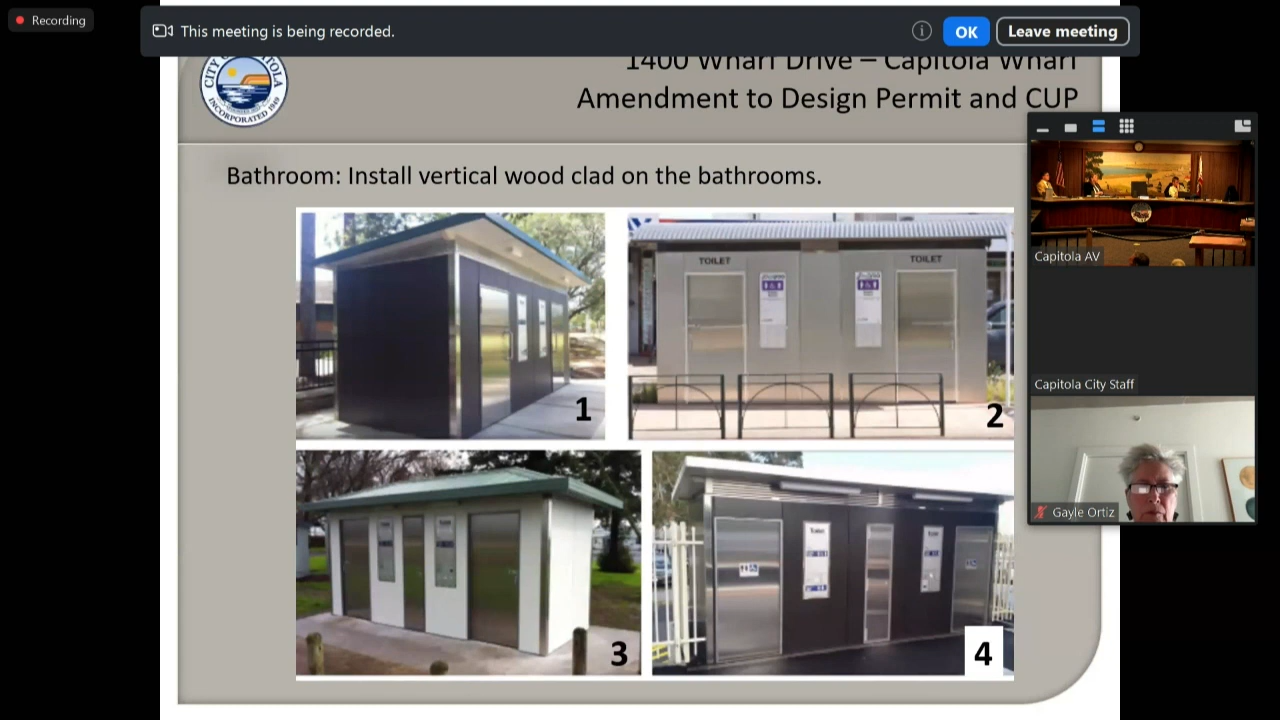 Recording
This meeting is being recorded.
OK
Leave meeting
1400 Wharf Drive – Capitola Wharf
Amendment to Design Permit and CUP
INCORPORATED 1949
Bathroom: Install vertical wood clad on the bathrooms.
TOILET
TOILET
1
2
3
4
Capitola AV
Capitola City Staff
Gayle Ortiz